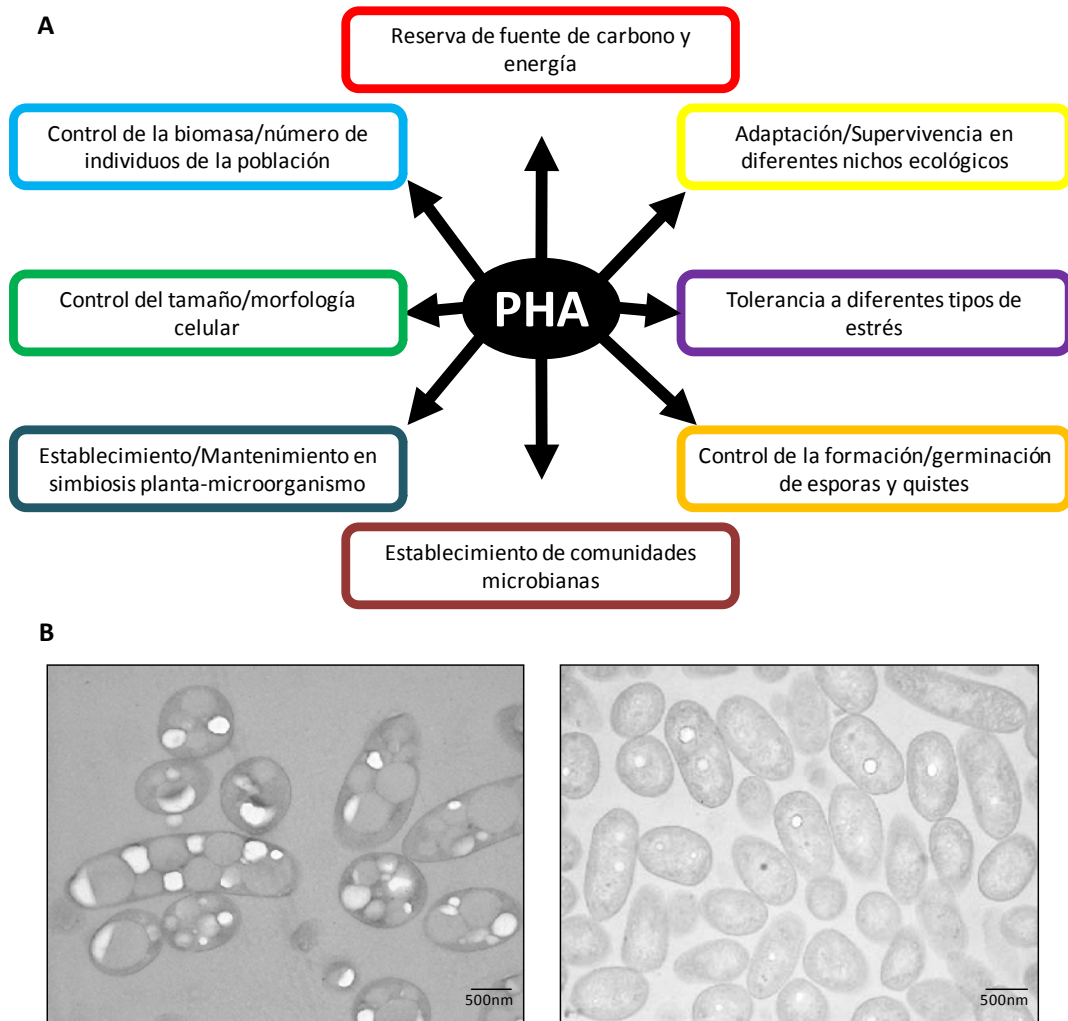 A
Reserva de fuente de carbono y
energía
Control de la biomasa/número de
individuos de la población
Adaptación/Supervivencia en
diferentes nichos ecológicos
Control del tamaño/morfología
celular
PHA
Tolerancia a diferentes tipos de
estrés
Establecimiento/Mantenimiento en
simbiosis planta-microorganismo
Control de la formación/germinación
de esporas y quistes
Establecimiento de comunidades
microbianas
B
500nm
500nm